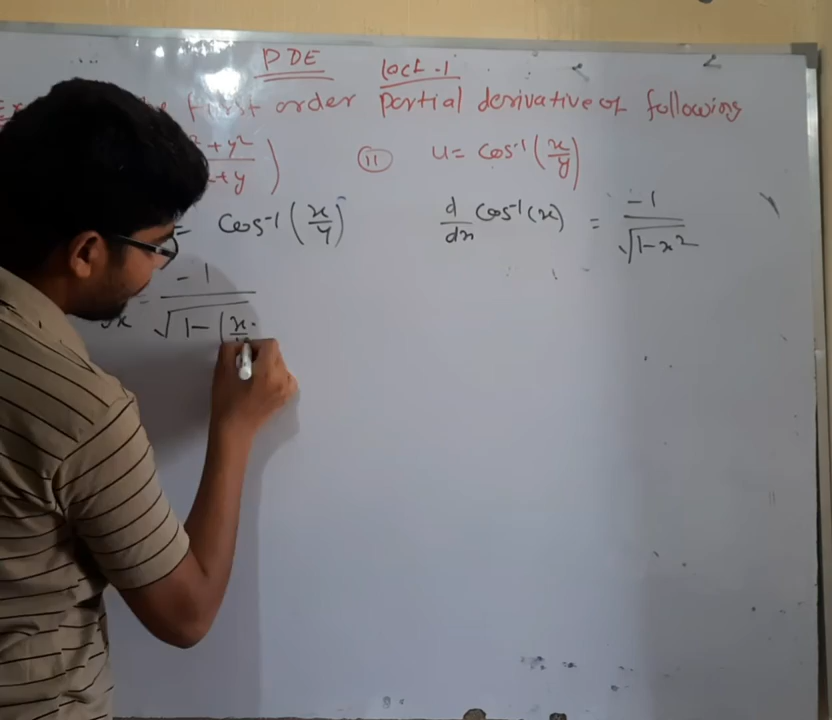 PDE Lect-1
the first order partial derivative of following
+ y² / + y ) (ii) u = cos⁻¹ (x/y)
= cos⁻¹ (x/y) d/dx cos⁻¹(x) = -1/√1-x²
= -1/√1-(x/